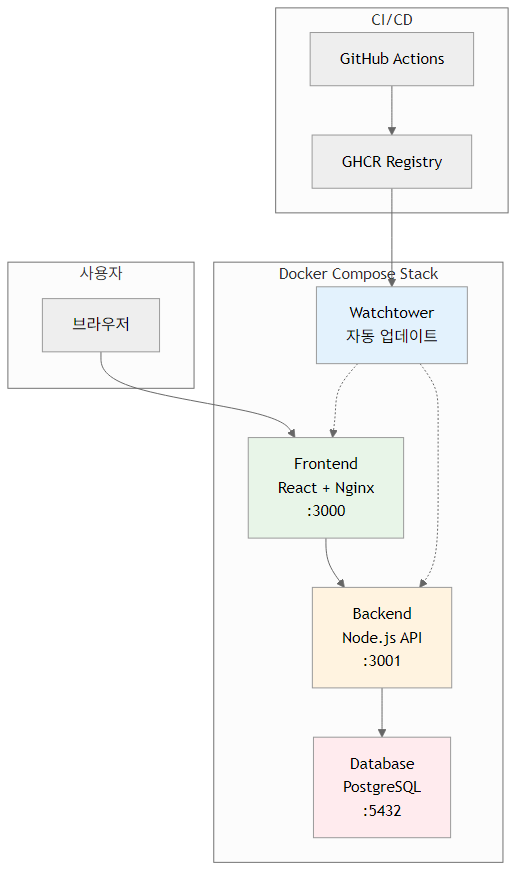 CI/CD
GitHub Actions
GHCR Registry
사용자
브라우저
Docker Compose Stack
Watchtower
자동 업데이트
Frontend
React + Nginx
:3000
Backend
Node.js API
:3001
Database
PostgreSQL
:5432